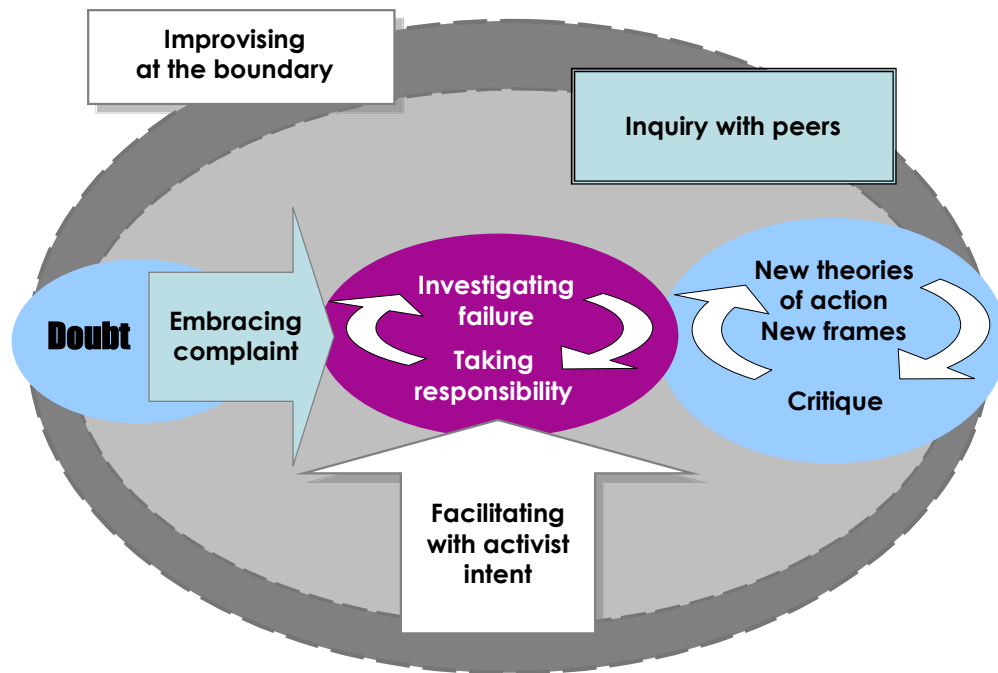 Improvising
at the boundary
Inquiry with peers
Doubt
Embracing
complaint
Investigating
failure
Taking
responsibility
New theories
of action
New frames
Critique
Facilitating
with activist
intent